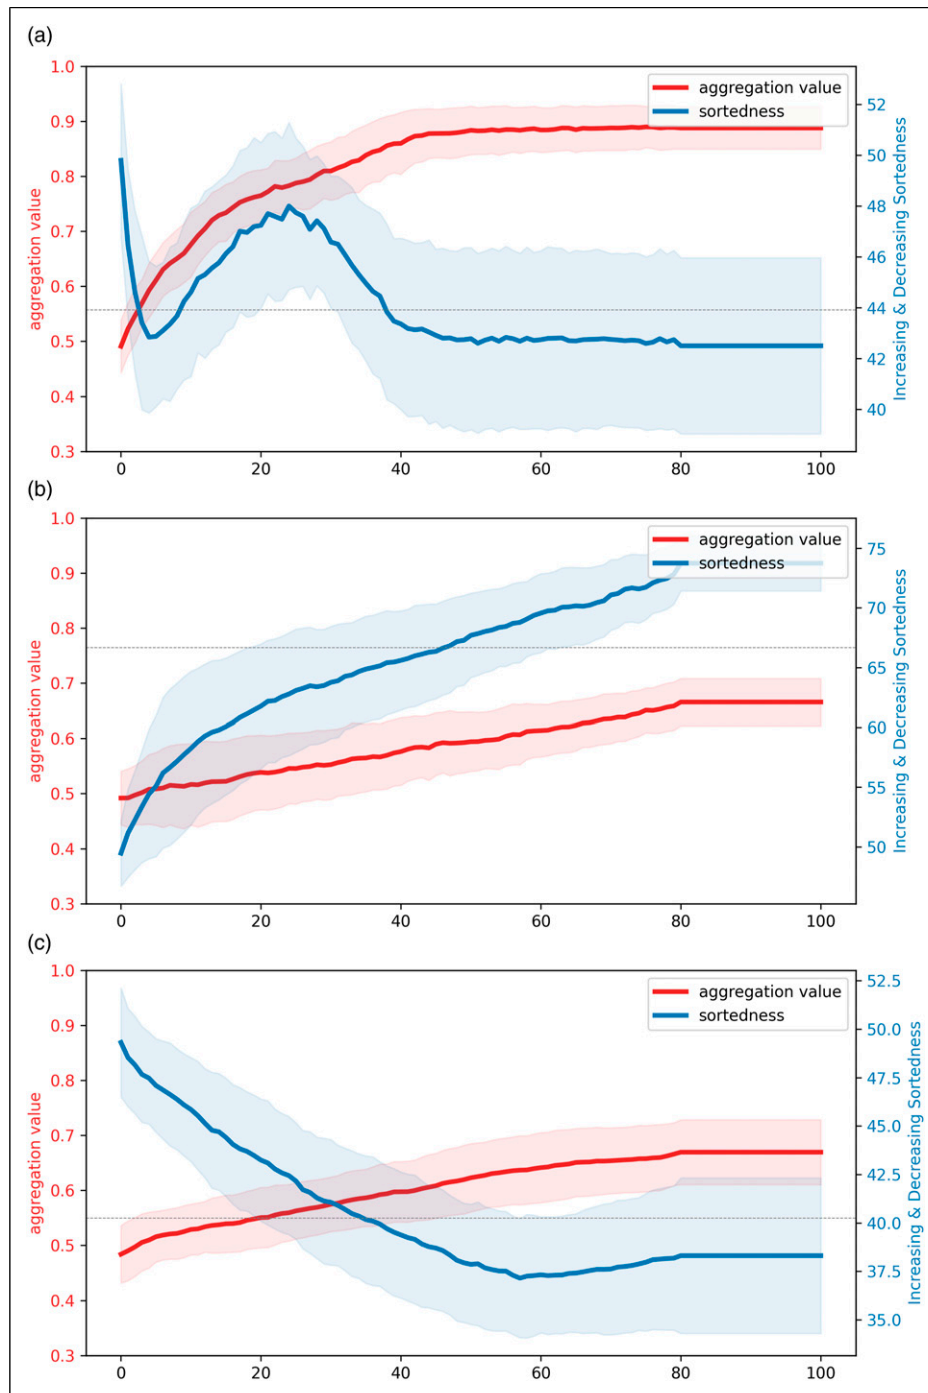 (a)
1.0
0.9
0.8
0.7
0.6
0.5
0.4
0.3
aggregation value
aggregation value
sortedness
52
50
48
46
44
42
40
Increasing & Decreasing Sortedness
0 20 40 60 80 100
(b)
1.0
0.9
0.8
0.7
0.6
0.5
0.4
0.3
aggregation value
aggregation value
sortedness
75
70
65
60
55
50
Increasing & Decreasing Sortedness
0 20 40 60 80 100
(c)
1.0
0.9
0.8
0.7
0.6
0.5
0.4
0.3
aggregation value
aggregation value
sortedness
52.5
50.0
47.5
45.0
42.5
40.0
37.5
35.0
Increasing & Decreasing Sortedness
0 20 40 60 80 100